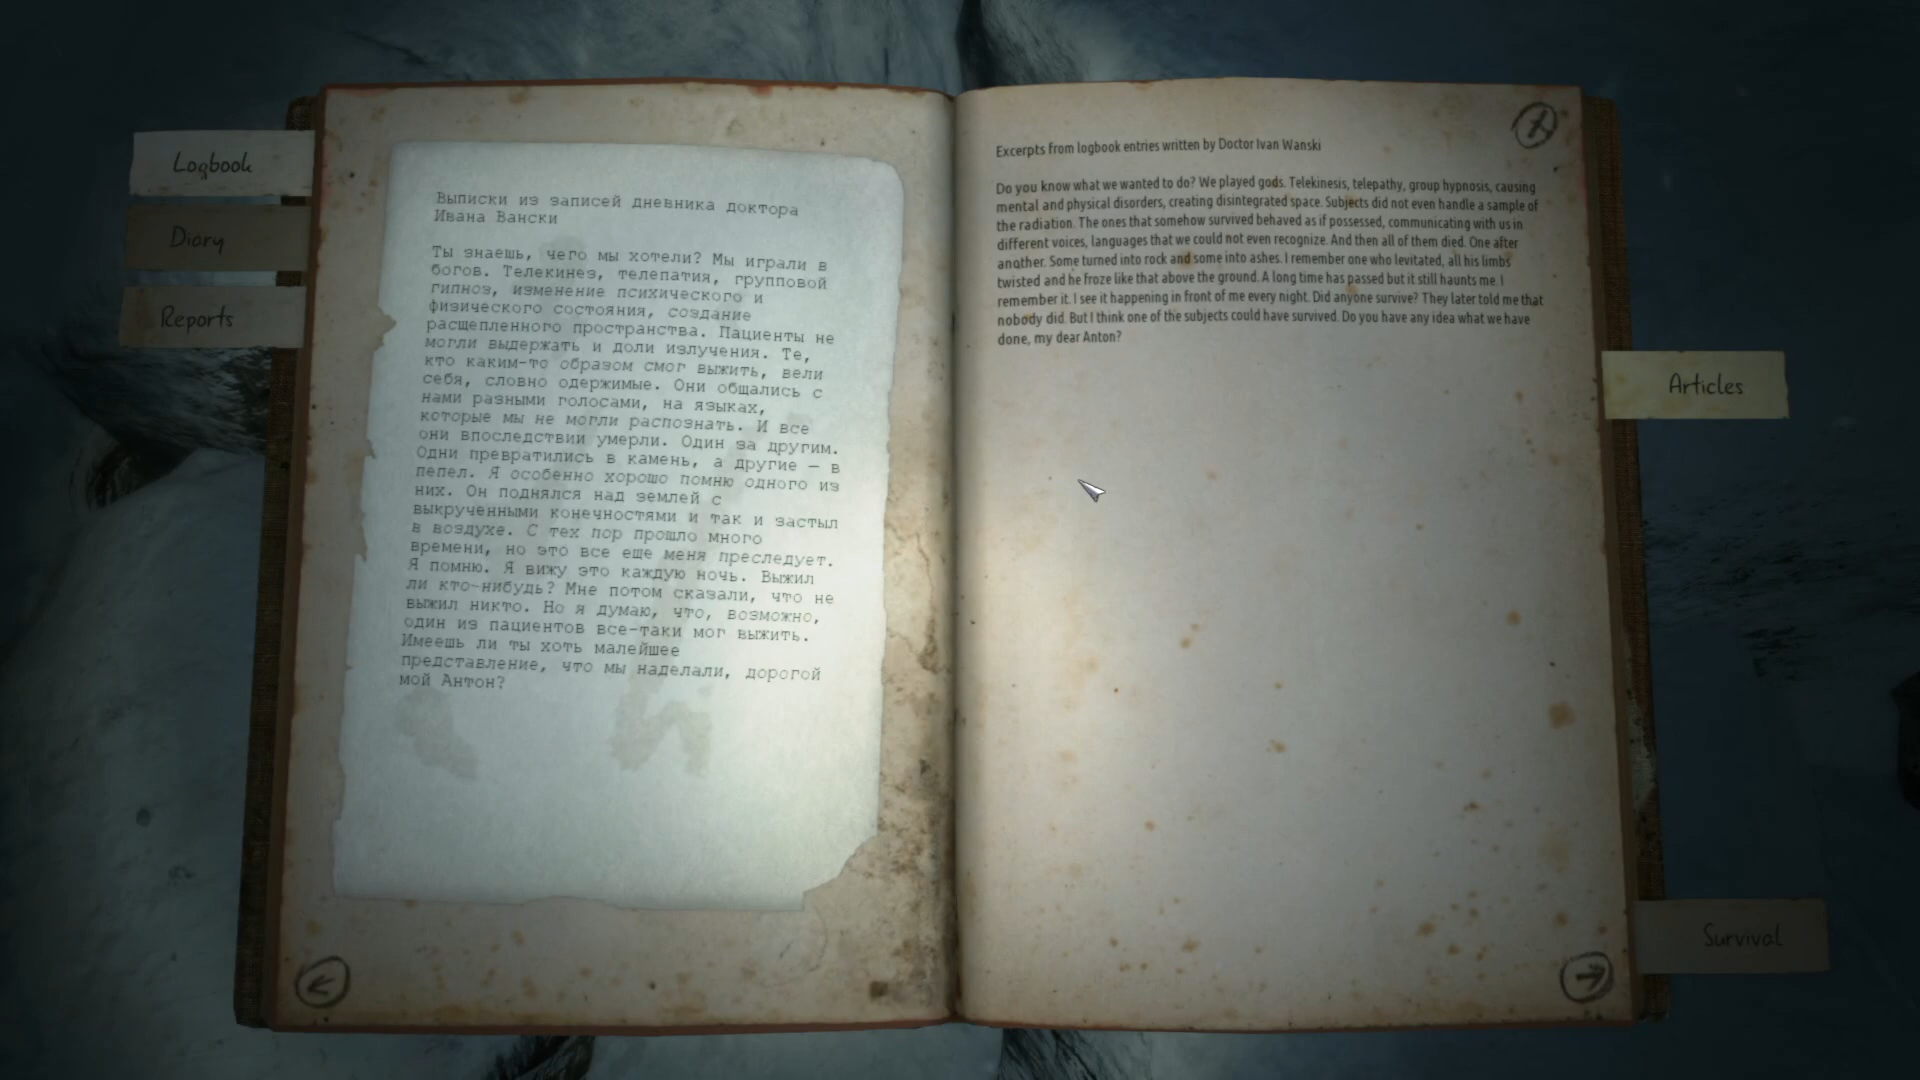 Logbook
Diary
Reports
Выписки из записей дневника доктора
Ивана Вански
Ты знаешь, чего мы хотели? Мы играли в
богов. Телекинез, телепатия, групповой
гипноз, изменение психического и
физического состояния, создание
расщепленного пространства. Пациенты не
могли выдержать и доли излучения. Те,
кто каким-то образом смог выжить, вели
себя, словно одержимые. Они общались с
нами разными голосами, на языках,
которые мы не могли распознать. И все
они впоследствии умерли. Один за другим.
Одни превратились в камень, а другие — в
пепел. Я особенно хорошо помню одного из
них. Он поднялся над землей с
выкрученными конечностями и так и застыл
в воздухе. С тех пор прошло много
времени, но это все еще меня преследует.
Я помню. Я вижу это каждую ночь. Выжил
ли кто-нибудь? Мне потом сказали, что не
выжил никто. Но я думаю, что, возможно,
один из пациентов все-таки мог выжить.
Имеешь ли ты хоть малейшее
представление, что мы наделали, дорогой
мой Антон?
Excerpts from logbook entries written by Doctor Ivan Wanski
Do you know what we wanted to do? We played gods. Telekinesis, telepathy, group hypnosis, causing
mental and physical disorders, creating disintegrated space. Subjects did not even handle a sample of
the radiation. The ones that somehow survived behaved as if possessed, communicating with us in
different voices, languages that we could not even recognize. And then all of them died. One after
another. Some turned into rock and some into ashes. I remember one who levitated, all his limbs
twisted and he froze like that above the ground. A long time has passed but it still haunts me. I
remember it. I see it happening in front of me every night. Did anyone survive? They later told me that
nobody did. But I think one of the subjects could have survived. Do you have any idea what we have
done, my dear Anton?
Articles
Survival